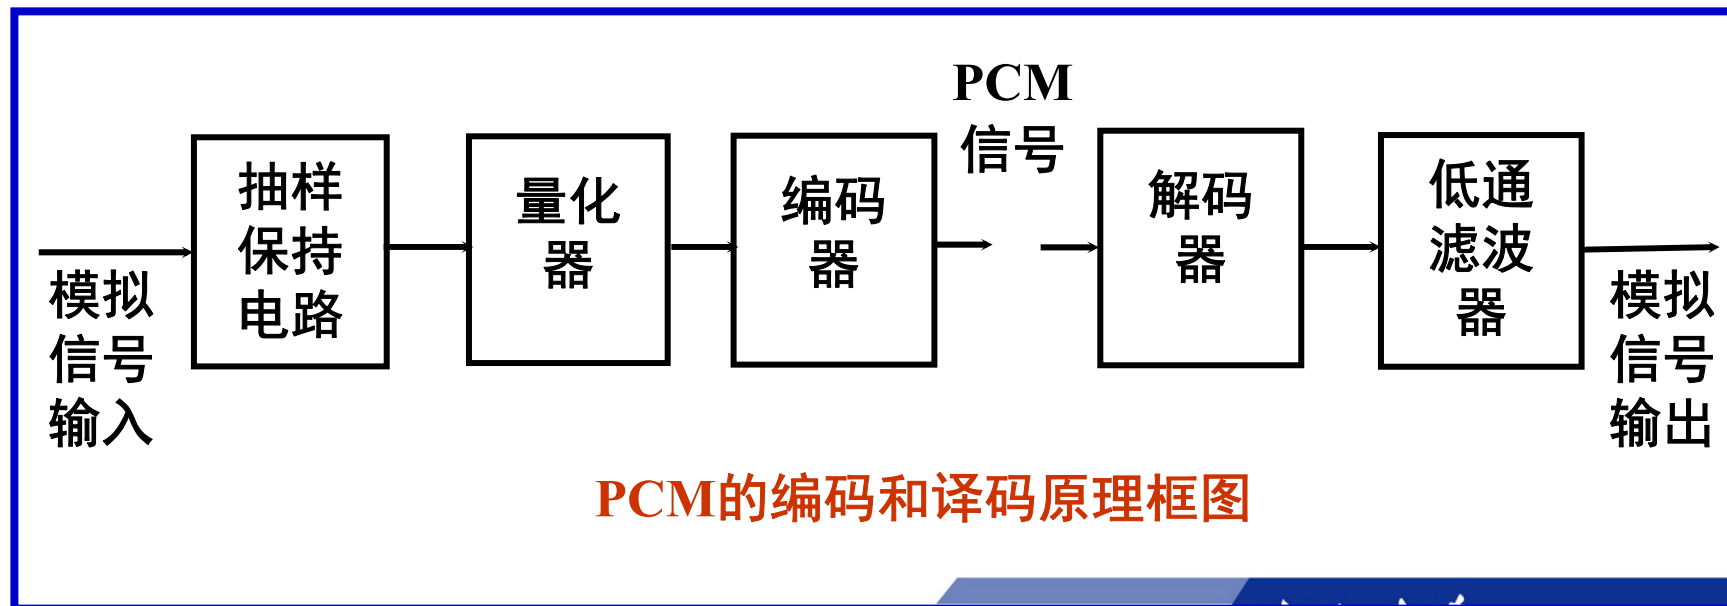 PCM
信号
抽样
保持
电路
量化
器
编码
器
解码
器
低通
滤波
器
模拟
信号
输入
模拟
信号
输出
PCM的编码和译码原理框图